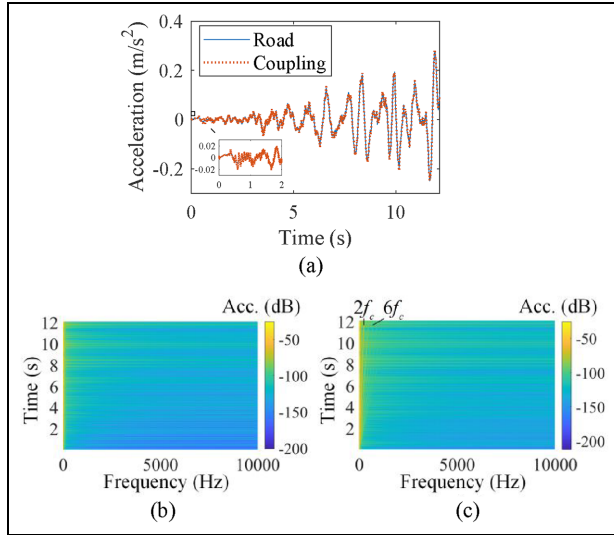 0.4
Road
Coupling
0.2
0
-0.2
Acceleration (m/s²)
0.02
0
-0.02
0 1 2
0 5 10
Time (s)
(a)
Acc. (dB)
12
10
8
6
4
2
Time (s)
-50
-100
-150
-200
0 5000 10000
Frequency (Hz)
(b)
2f_c 6f_c Acc. (dB)
12
10
8
6
4
2
Time (s)
-50
-100
-150
-200
0 5000 10000
Frequency (Hz)
(c)